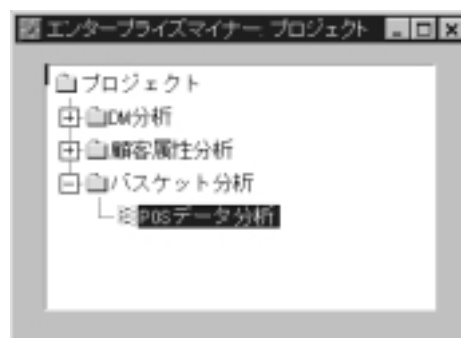 エンタープライズマイナー プロジェクト
プロジェクト
DM分析
顧客属性分析
バスケット分析
POSデータ分析